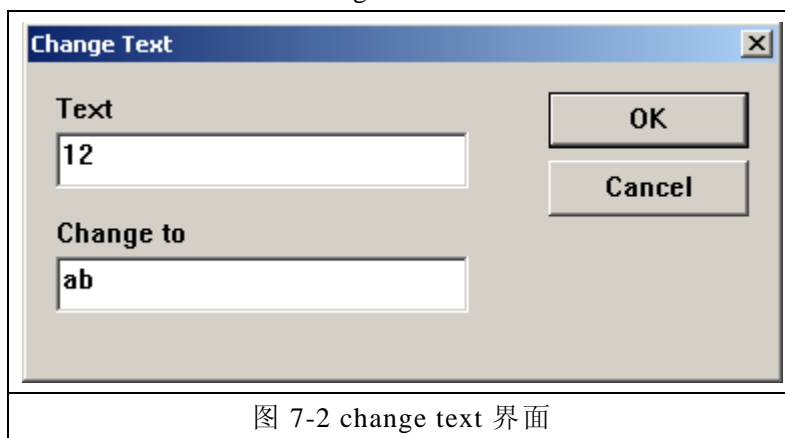 Change Text
Text
12
OK
Cancel
Change to
ab
图 7-2 change text 界面